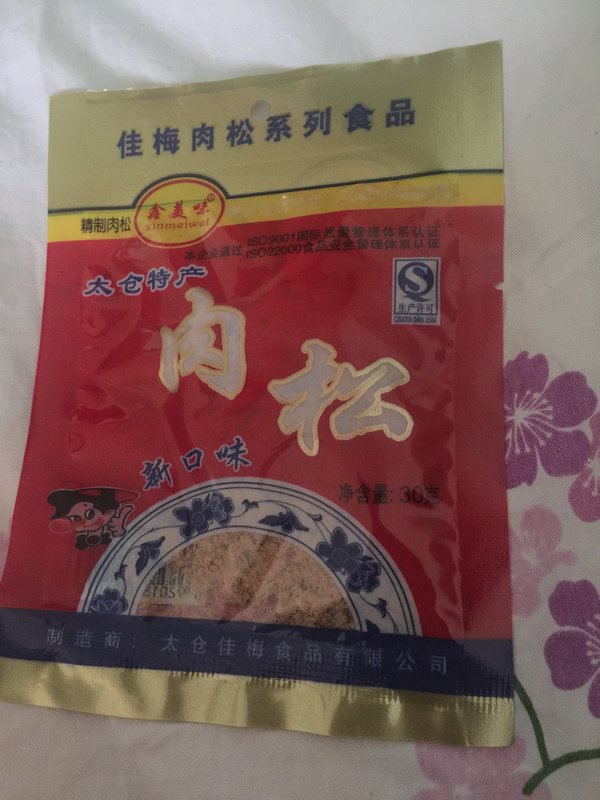 佳梅肉松系列食品
精制肉松
鑫美味®
xinmeiwei
本企业通过
ISO9001国际质量管理体系认证
ISO22000食品安全管理体系认证
太仓特产
生产许可
肉松
新口味
净含量: 30克
制造商: 太仓佳梅食品有限公司